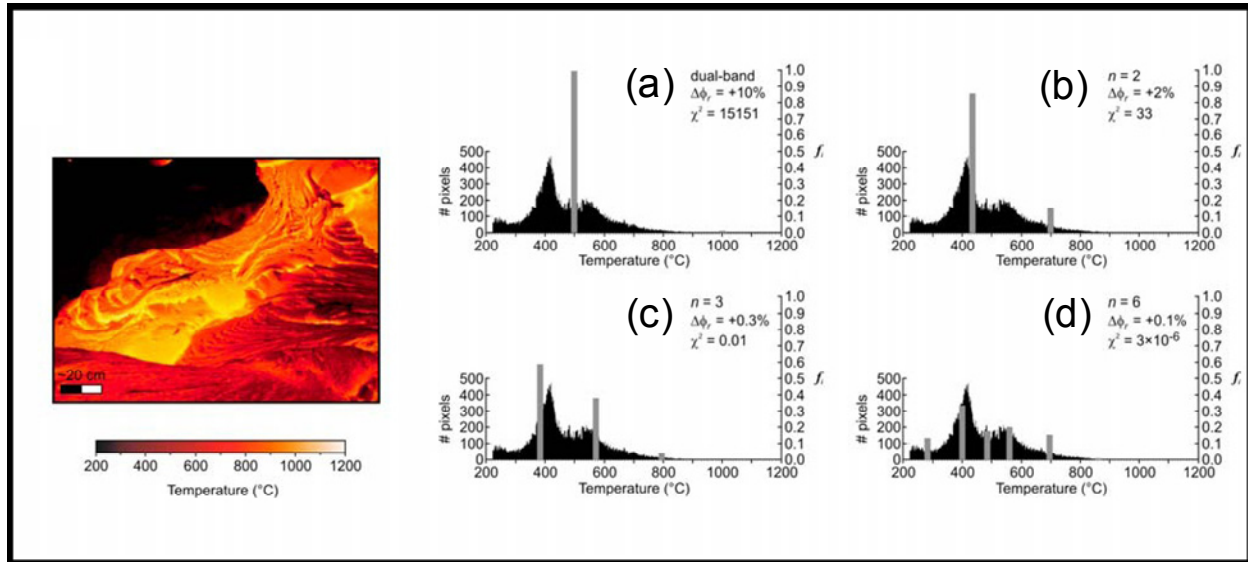 ~20 cm
200 400 600 800 1000 1200
Temperature (°C)
(a)
dual-band
Δϕᵣ = +10%
χ² = 15151
1.0
0.9
0.8
0.7
0.6
0.5
0.4
0.3
0.2
0.1
0.0
fᵢ
500
400
300
200
100
0
# pixels
200 400 600 800 1000 1200
Temperature (°C)
(b)
n = 2
Δϕᵣ = +2%
χ² = 33
1.0
0.9
0.8
0.7
0.6
0.5
0.4
0.3
0.2
0.1
0.0
fᵢ
500
400
300
200
100
0
# pixels
200 400 600 800 1000 1200
Temperature (°C)
(c)
n = 3
Δϕᵣ = +0.3%
χ² = 0.01
1.0
0.9
0.8
0.7
0.6
0.5
0.4
0.3
0.2
0.1
0.0
fᵢ
500
400
300
200
100
0
# pixels
200 400 600 800 1000 1200
Temperature (°C)
(d)
n = 6
Δϕᵣ = +0.1%
χ² = 3×10⁻⁶
1.0
0.9
0.8
0.7
0.6
0.5
0.4
0.3
0.2
0.1
0.0
fᵢ
500
400
300
200
100
0
# pixels
200 400 600 800 1000 1200
Temperature (°C)